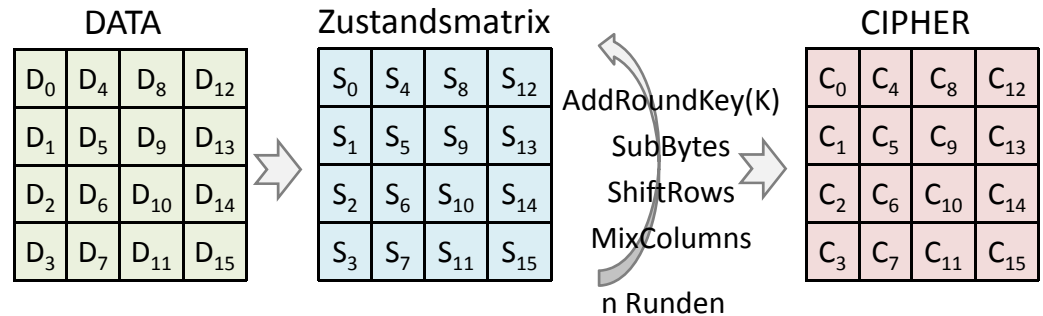 DATA Zustandsmatrix CIPHER
D₀ D₄ D₈ D₁₂ S₀ S₄ S₈ S₁₂ C₀ C₄ C₈ C₁₂
AddRoundKey(K)
D₁ D₅ D₉ D₁₃ S₁ S₅ S₉ S₁₃ SubBytes C₁ C₅ C₉ C₁₃
D₂ D₆ D₁₀ D₁₄ S₂ S₆ S₁₀ S₁₄ ShiftRows C₂ C₆ C₁₀ C₁₄
D₃ D₇ D₁₁ D₁₅ S₃ S₇ S₁₁ S₁₅ MixColumns C₃ C₇ C₁₁ C₁₅
n Runden